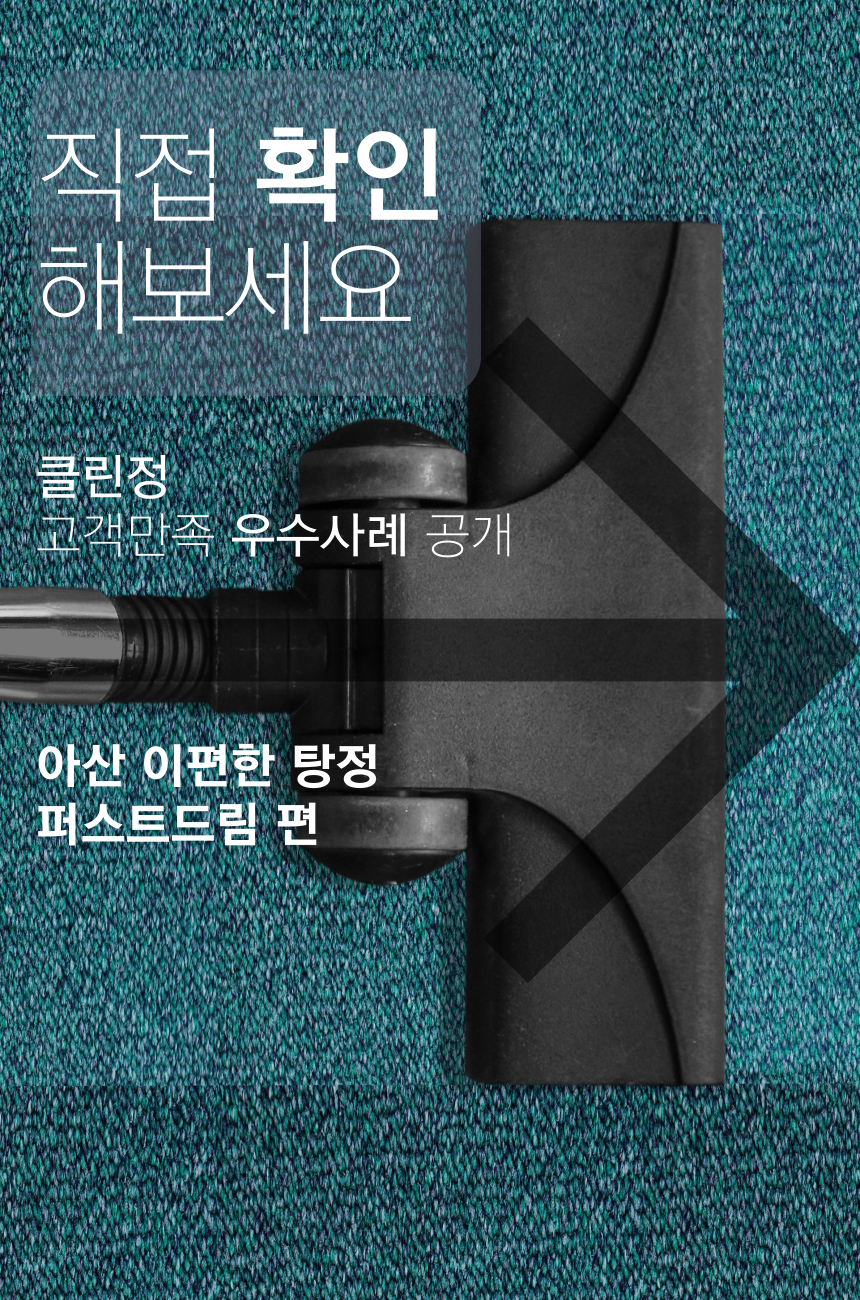 직접 확인
해보세요
클린정
고객만족 우수사례 공개
아산 이편한 탕정
퍼스트드림 편